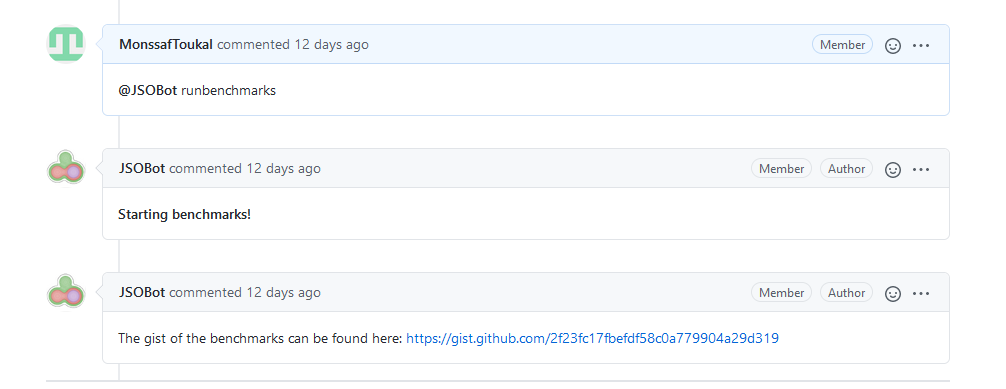 MonssafToukal commented 12 days ago Member
@JSOBot runbenchmarks
JSOBot commented 12 days ago Member Author
Starting benchmarks!
JSOBot commented 12 days ago Member Author
The gist of the benchmarks can be found here: https://gist.github.com/2f23fc17fbefdf58c0a779904a29d319